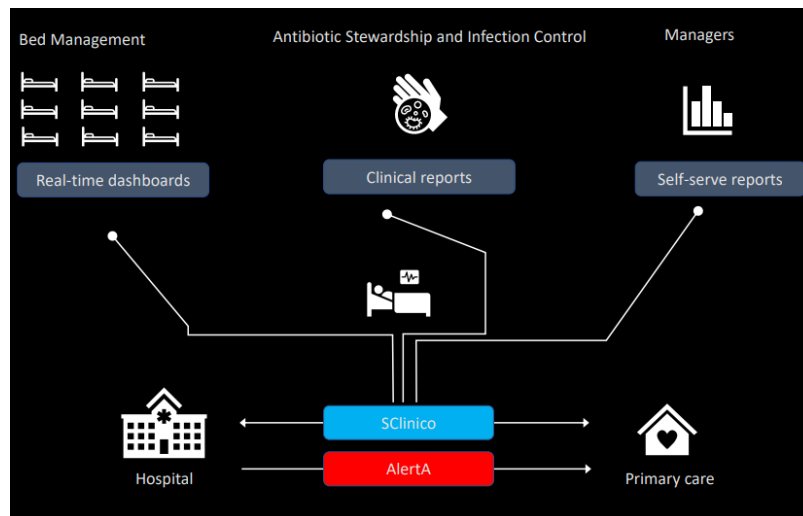 Bed Management
Antibiotic Stewardship and Infection Control
Managers
Real-time dashboards
Clinical reports
Self-serve reports
SClinico
AlertA
Hospital
Primary care